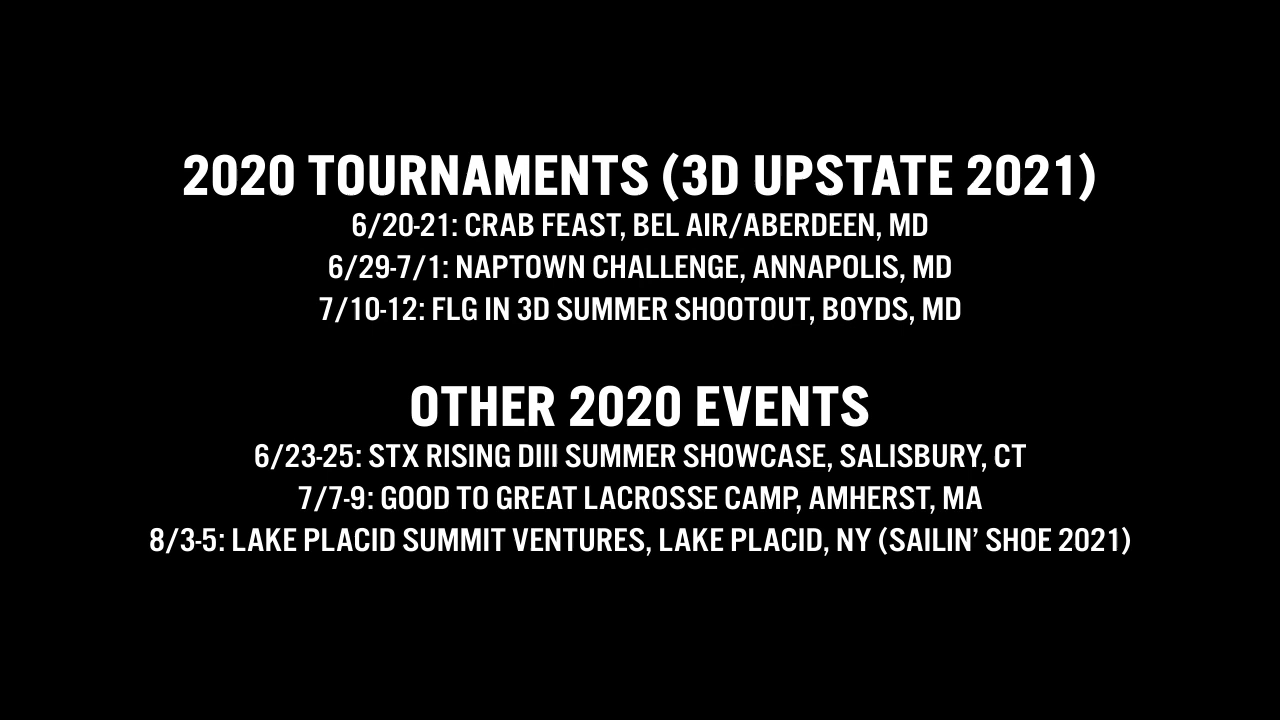 2020 TOURNAMENTS (3D UPSTATE 2021)
6/20-21: CRAB FEAST, BEL AIR/ABERDEEN, MD
6/29-7/1: NAPTOWN CHALLENGE, ANNAPOLIS, MD
7/10-12: FLG IN 3D SUMMER SHOOTOUT, BOYDS, MD
OTHER 2020 EVENTS
6/23-25: STX RISING DIII SUMMER SHOWCASE, SALISBURY, CT
7/7-9: GOOD TO GREAT LACROSSE CAMP, AMHERST, MA
8/3-5: LAKE PLACID SUMMIT VENTURES, LAKE PLACID, NY (SAILIN’ SHOE 2021)